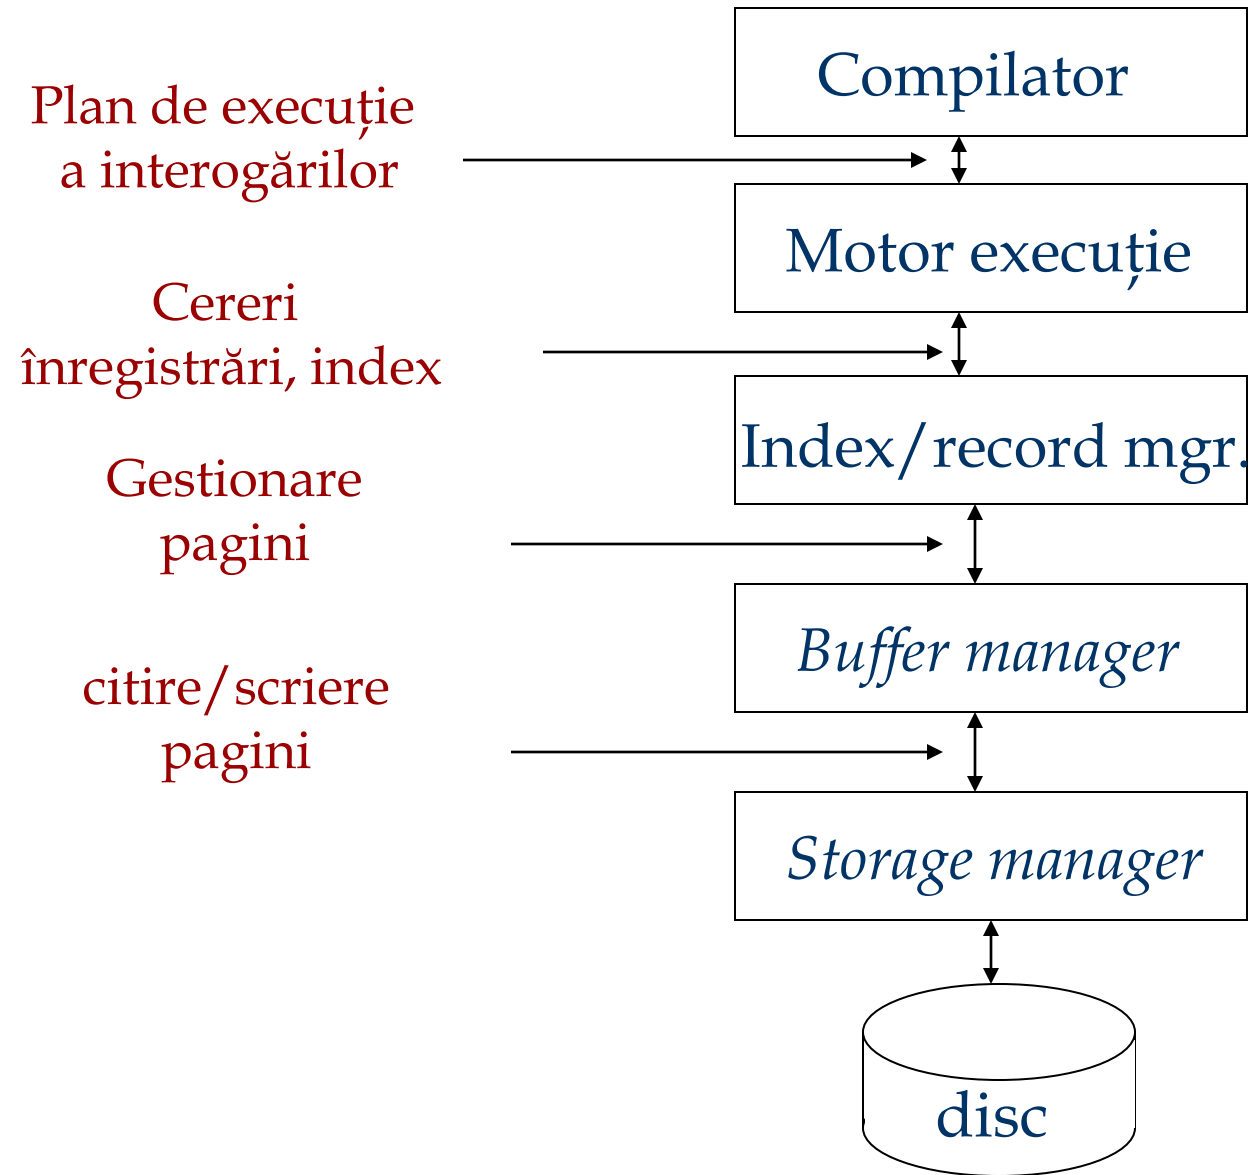 Compilator
Plan de execuție
a interogărilor
Motor execuție
Cereri
înregistrări, index
Index/record mgr.
Gestionare
pagini
Buffer manager
citire/scriere
pagini
Storage manager
disc